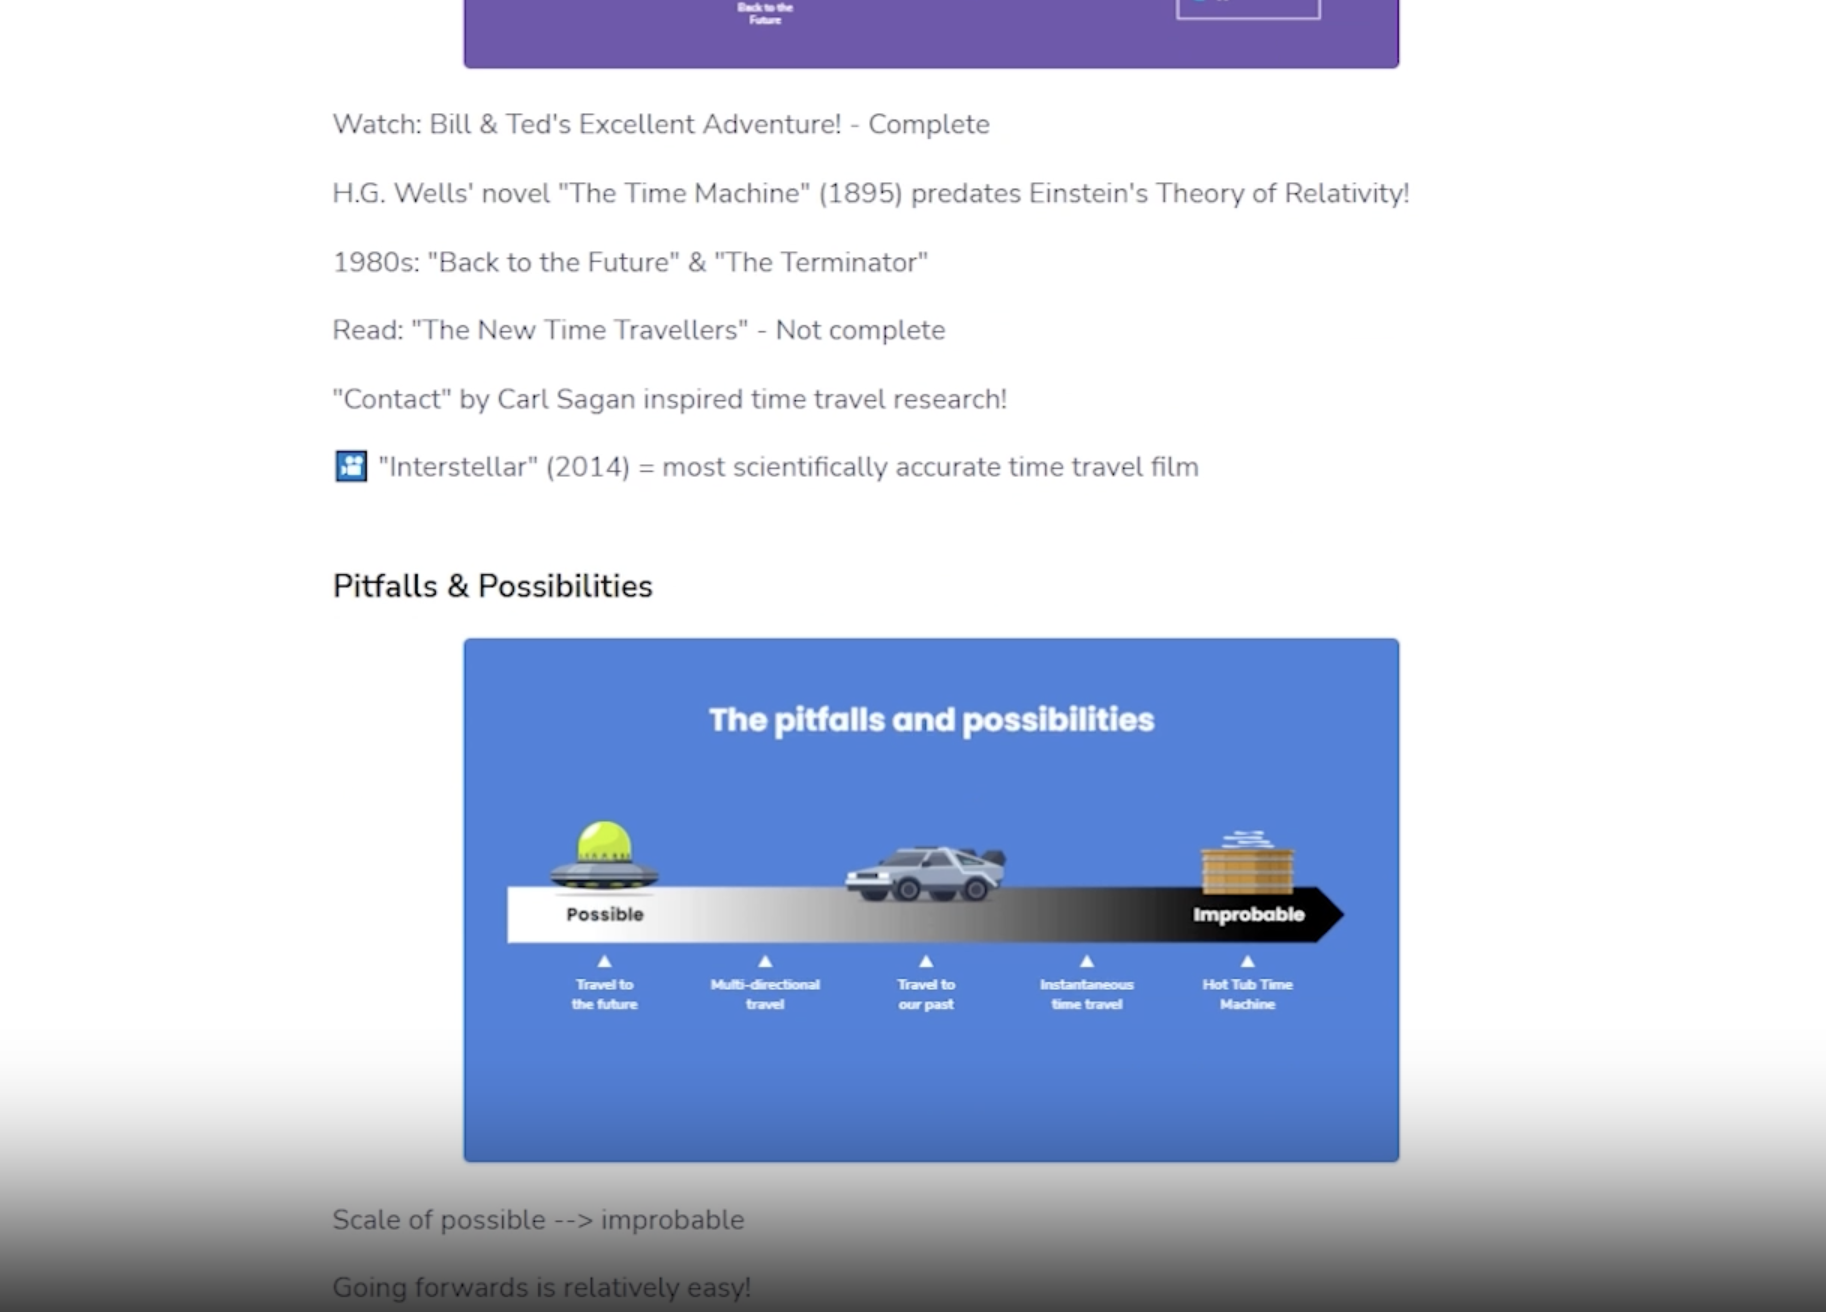 Back to the
Future
Watch: Bill & Ted's Excellent Adventure! - Complete
H.G. Wells' novel "The Time Machine" (1895) predates Einstein's Theory of Relativity!
1980s: "Back to the Future" & "The Terminator"
Read: "The New Time Travellers" - Not complete
"Contact" by Carl Sagan inspired time travel research!
"Interstellar" (2014) = most scientifically accurate time travel film
Pitfalls & Possibilities
The pitfalls and possibilities
Possible
Improbable
Travel to
the future
Multi-directional
travel
Travel to
our past
Instantaneous
time travel
Hot Tub Time
Machine
Scale of possible --> improbable
Going forwards is relatively easy!